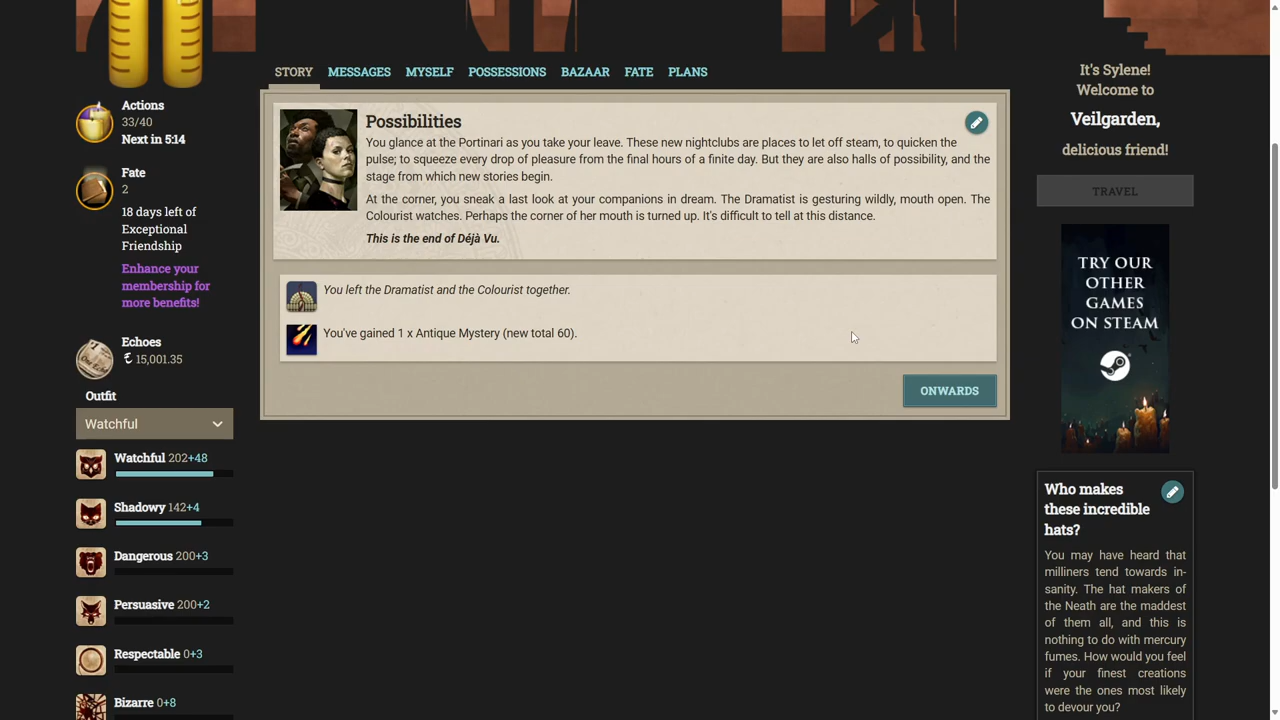 STORY MESSAGES MYSELF POSSESSIONS BAZAAR FATE PLANS
Actions
33/40
Next in 5:14
Fate
2
18 days left of
Exceptional
Friendship
Enhance your
membership for
more benefits!
Echoes
15,001.35
Outfit
Watchful
Watchful 202+48
Shadowy 142+4
Dangerous 200+3
Persuasive 200+2
Respectable 0+3
Bizarre 0+8
Possibilities
You glance at the Portinari as you take your leave. These new nightclubs are places to let off steam, to quicken the
pulse; to squeeze every drop of pleasure from the final hours of a finite day. But they are also halls of possibility, and the
stage from which new stories begin.
At the corner, you sneak a last look at your companions in dream. The Dramatist is gesturing wildly, mouth open. The
Colourist watches. Perhaps the corner of her mouth is turned up. It's difficult to tell at this distance.
This is the end of Déjà Vu.
You left the Dramatist and the Colourist together.
You've gained 1 x Antique Mystery (new total 60).
ONWARDS
It's Sylene!
Welcome to
Veilgarden,
delicious friend!
TRAVEL
TRY OUR
OTHER
GAMES
ON STEAM
Who makes
these incredible
hats?
You may have heard that
milliners tend towards in-
sanity. The hat makers of
the Neath are the maddest
of them all, and this is
nothing to do with mercury
fumes. How would you feel
if your finest creations
were the ones most likely
to devour you?